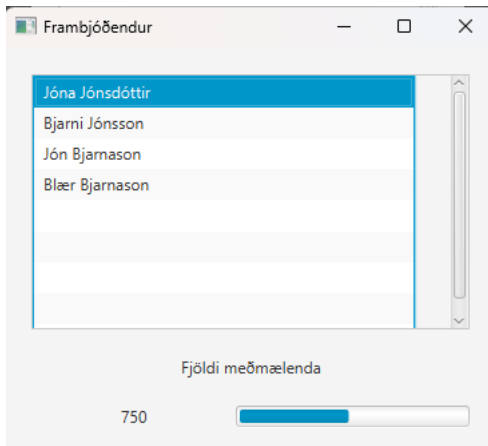 Frambjóðendur
Jóna Jónsdóttir
Bjarni Jónsson
Jón Bjarnason
Blær Bjarnason
Fjöldi meðmælenda
750